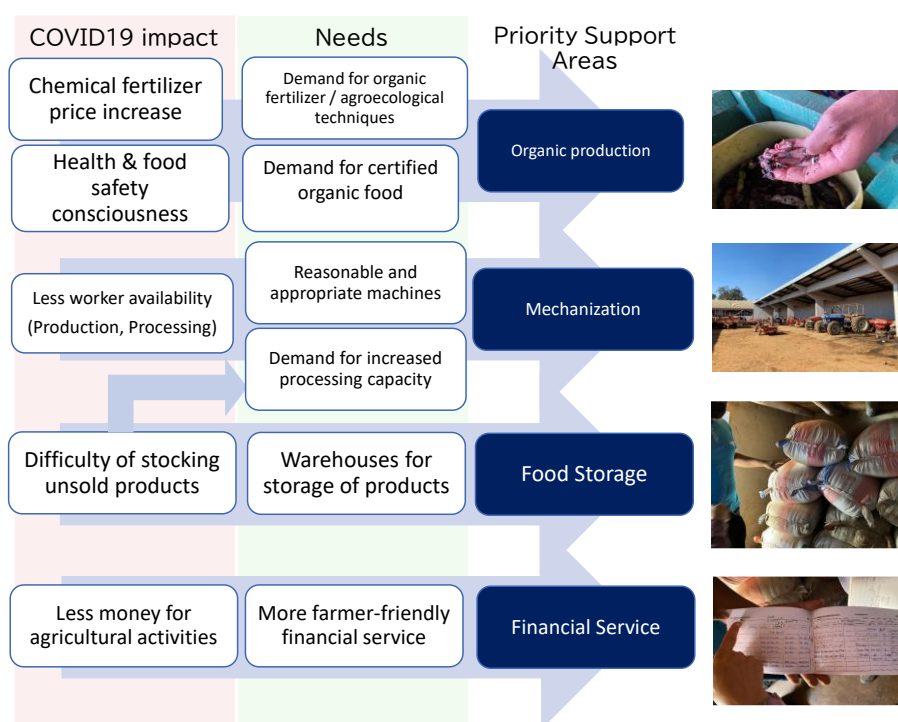 COVID19 impact
Needs
Priority Support
Areas
Chemical fertilizer
price increase
Demand for organic
fertilizer / agroecological
techniques
Organic production
Health & food
safety
consciousness
Demand for certified
organic food
Less worker availability
(Production, Processing)
Reasonable and
appropriate machines
Mechanization
Demand for increased
processing capacity
Difficulty of stocking
unsold products
Warehouses for
storage of products
Food Storage
Less money for
agricultural activities
More farmer-friendly
financial service
Financial Service